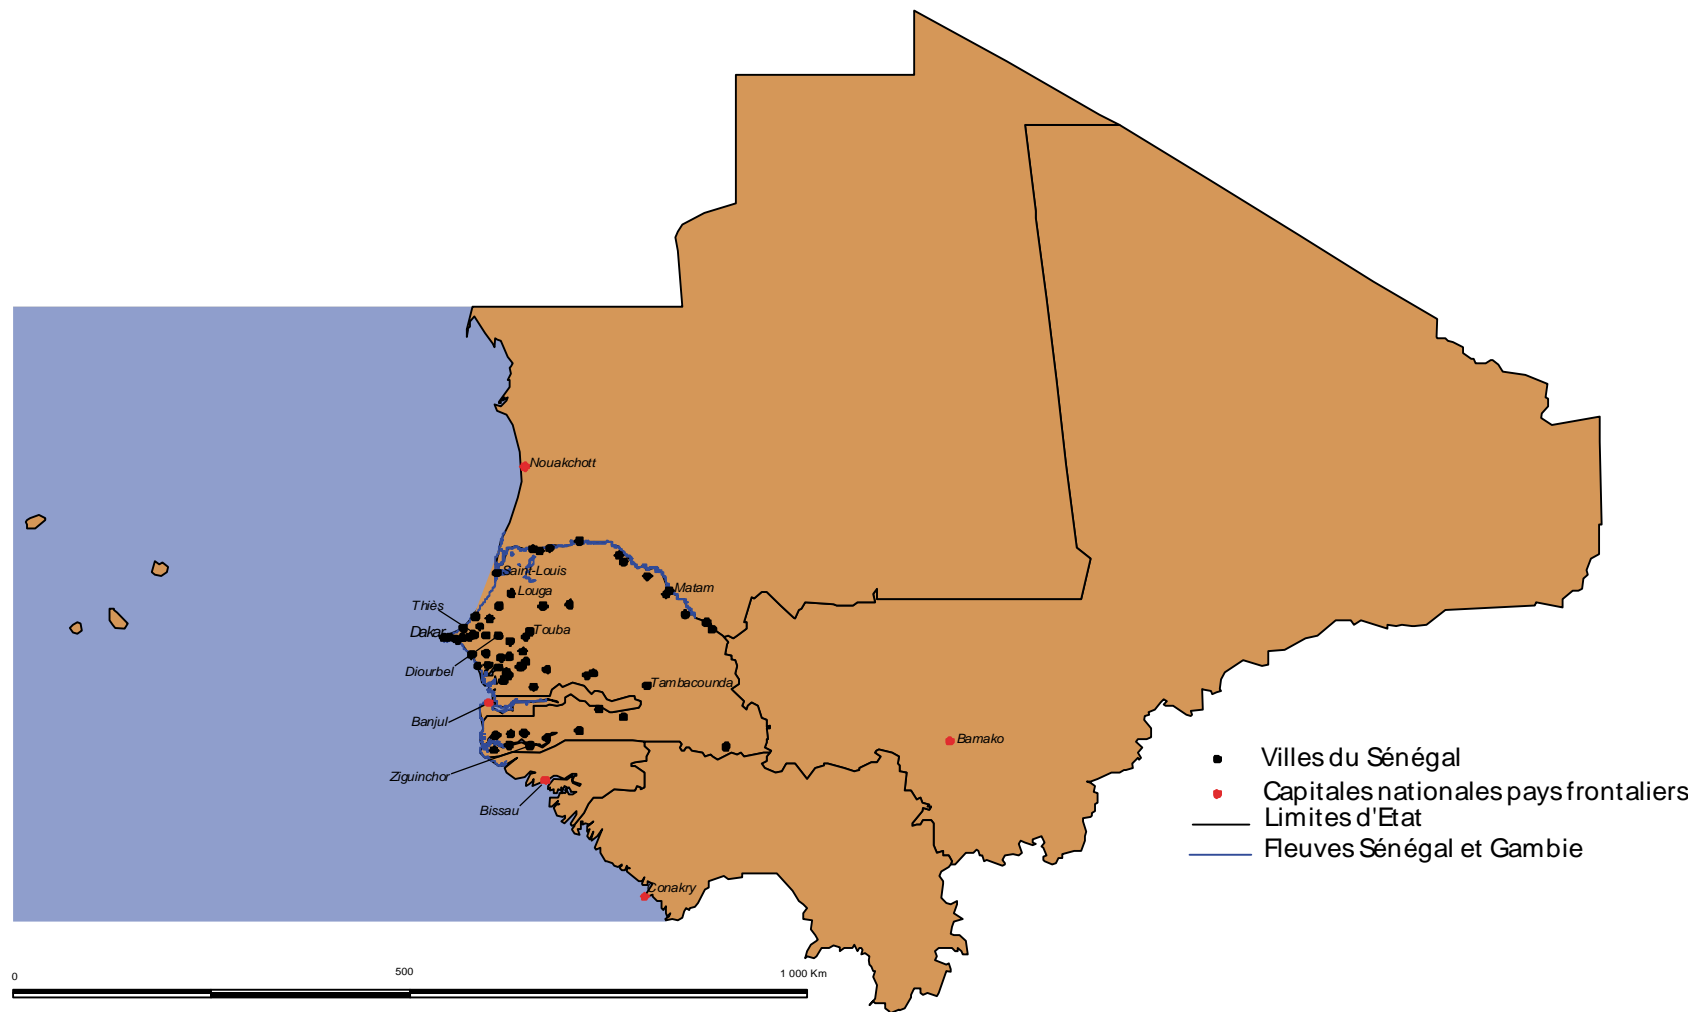 Nouakchott
Saint-Louis
Louga
Matam
Thiès
Dakar
Touba
Diourbel
Tambacounda
Banjul
Bamako
Ziguinchor
Bissau
Conakry
Villes du Sénégal
Capitales nationales pays frontaliers
Limites d'Etat
Fleuves Sénégal et Gambie
0 500 1 000 Km